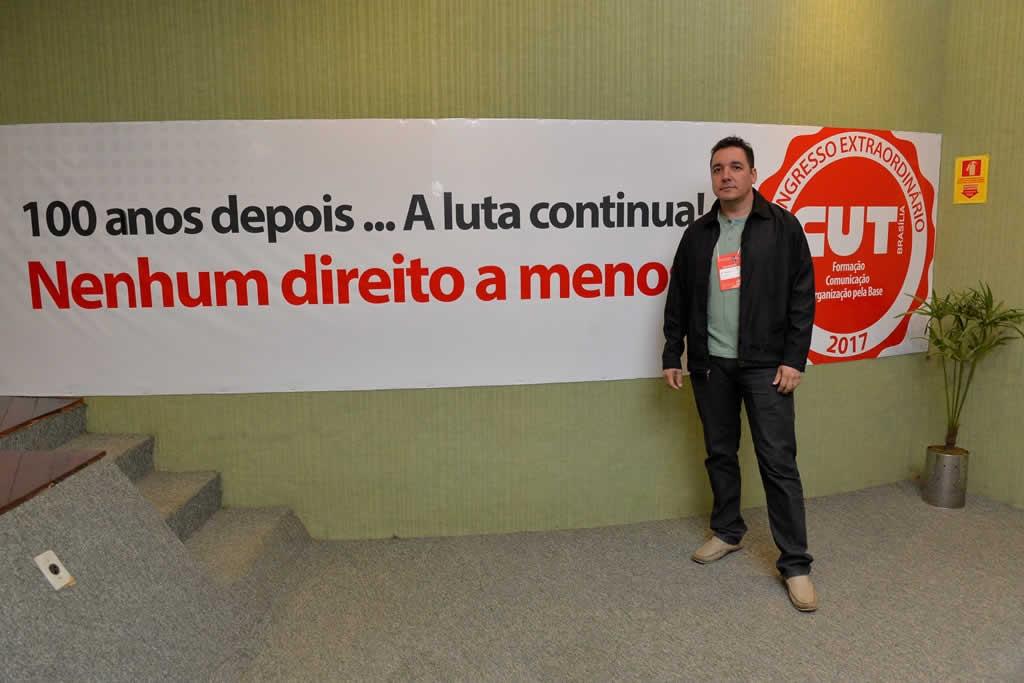 100 anos depois ... A luta continua!
Nenhum direito a meno
NGRESSO EXTRAORDINÁRIO
CUT
BRASÍLIA
Formação
Comunicação
rganização pela Base
2017